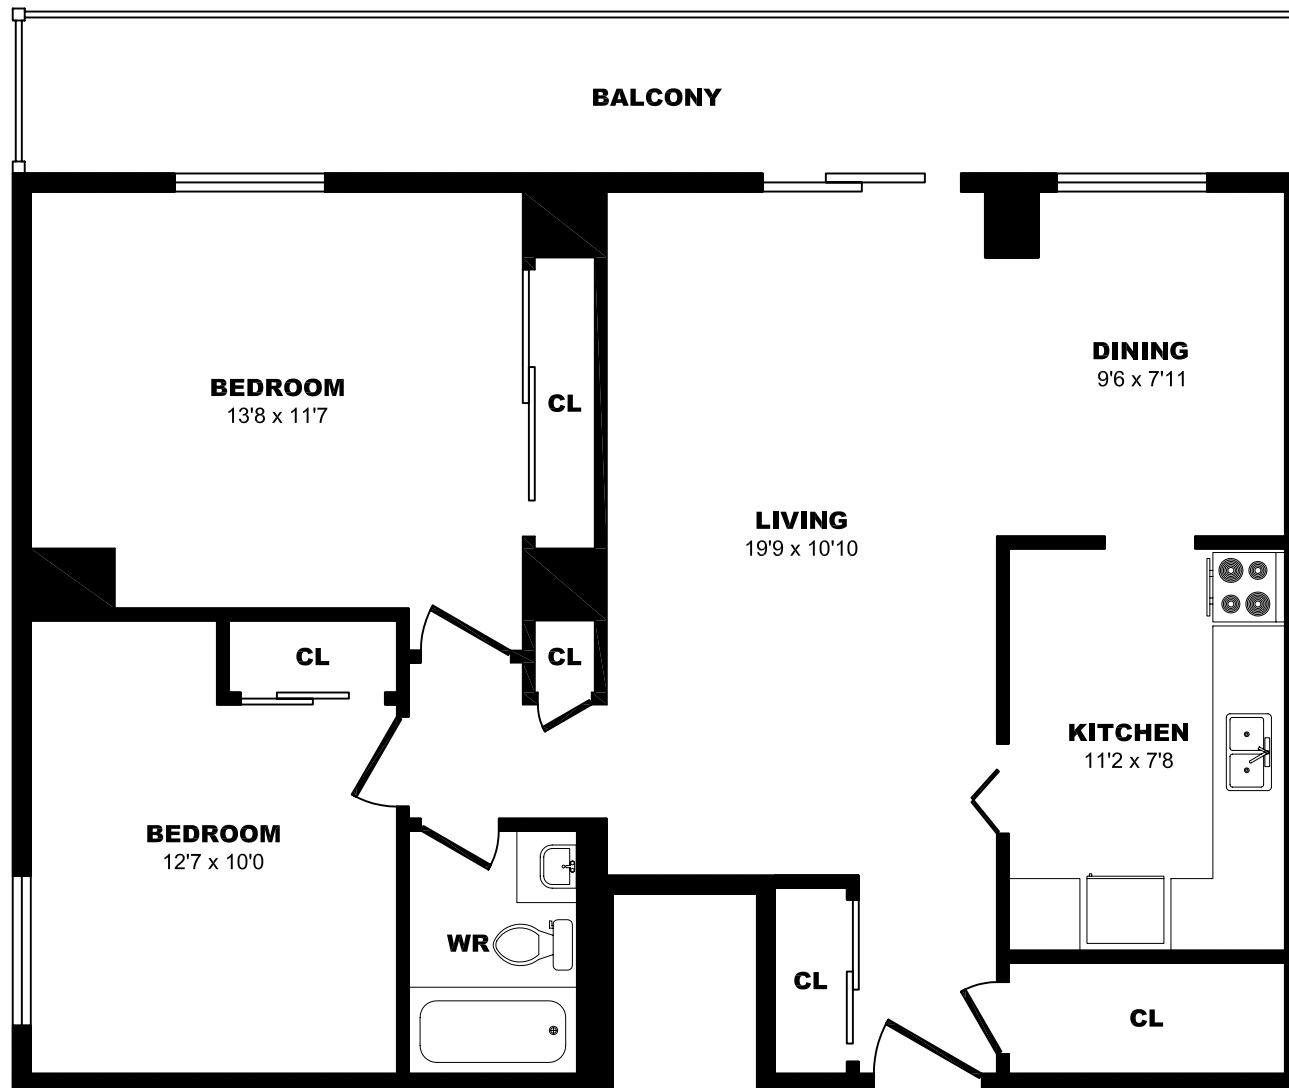 BALCONY
DINING
9'6 x 7'11
BEDROOM
13'8 x 11'7
CL
LIVING
19'9 x 10'10
CL
CL
KITCHEN
11'2 x 7'8
BEDROOM
12'7 x 10'0
WR
CL
CL